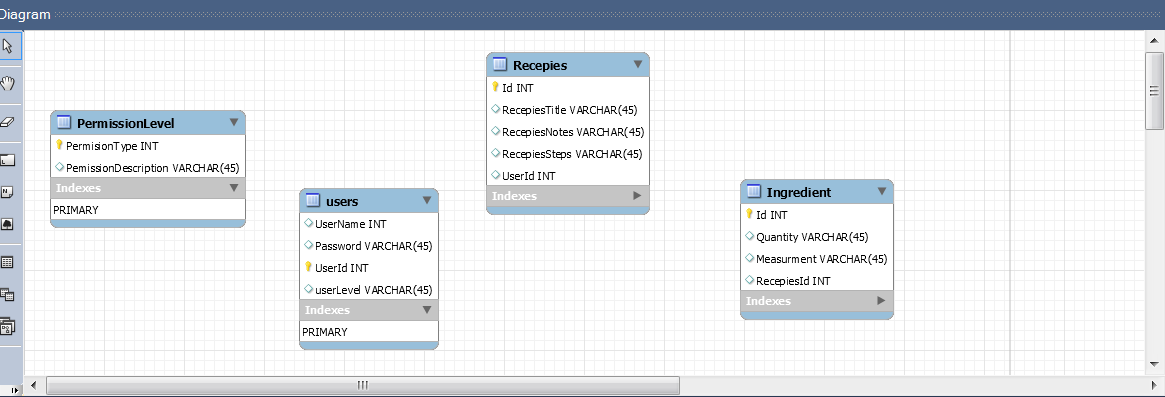 Diagram
PermissionLevel
PermisionType INT
PemissionDescription VARCHAR(45)
Indexes
PRIMARY
users
UserName INT
Password VARCHAR(45)
UserId INT
userLevel VARCHAR(45)
Indexes
PRIMARY
Recepies
Id INT
RecepiesTitle VARCHAR(45)
RecepiesNotes VARCHAR(45)
RecepiesSteps VARCHAR(45)
UserId INT
Indexes
Ingredient
Id INT
Quantity VARCHAR(45)
Measurment VARCHAR(45)
RecepiesId INT
Indexes